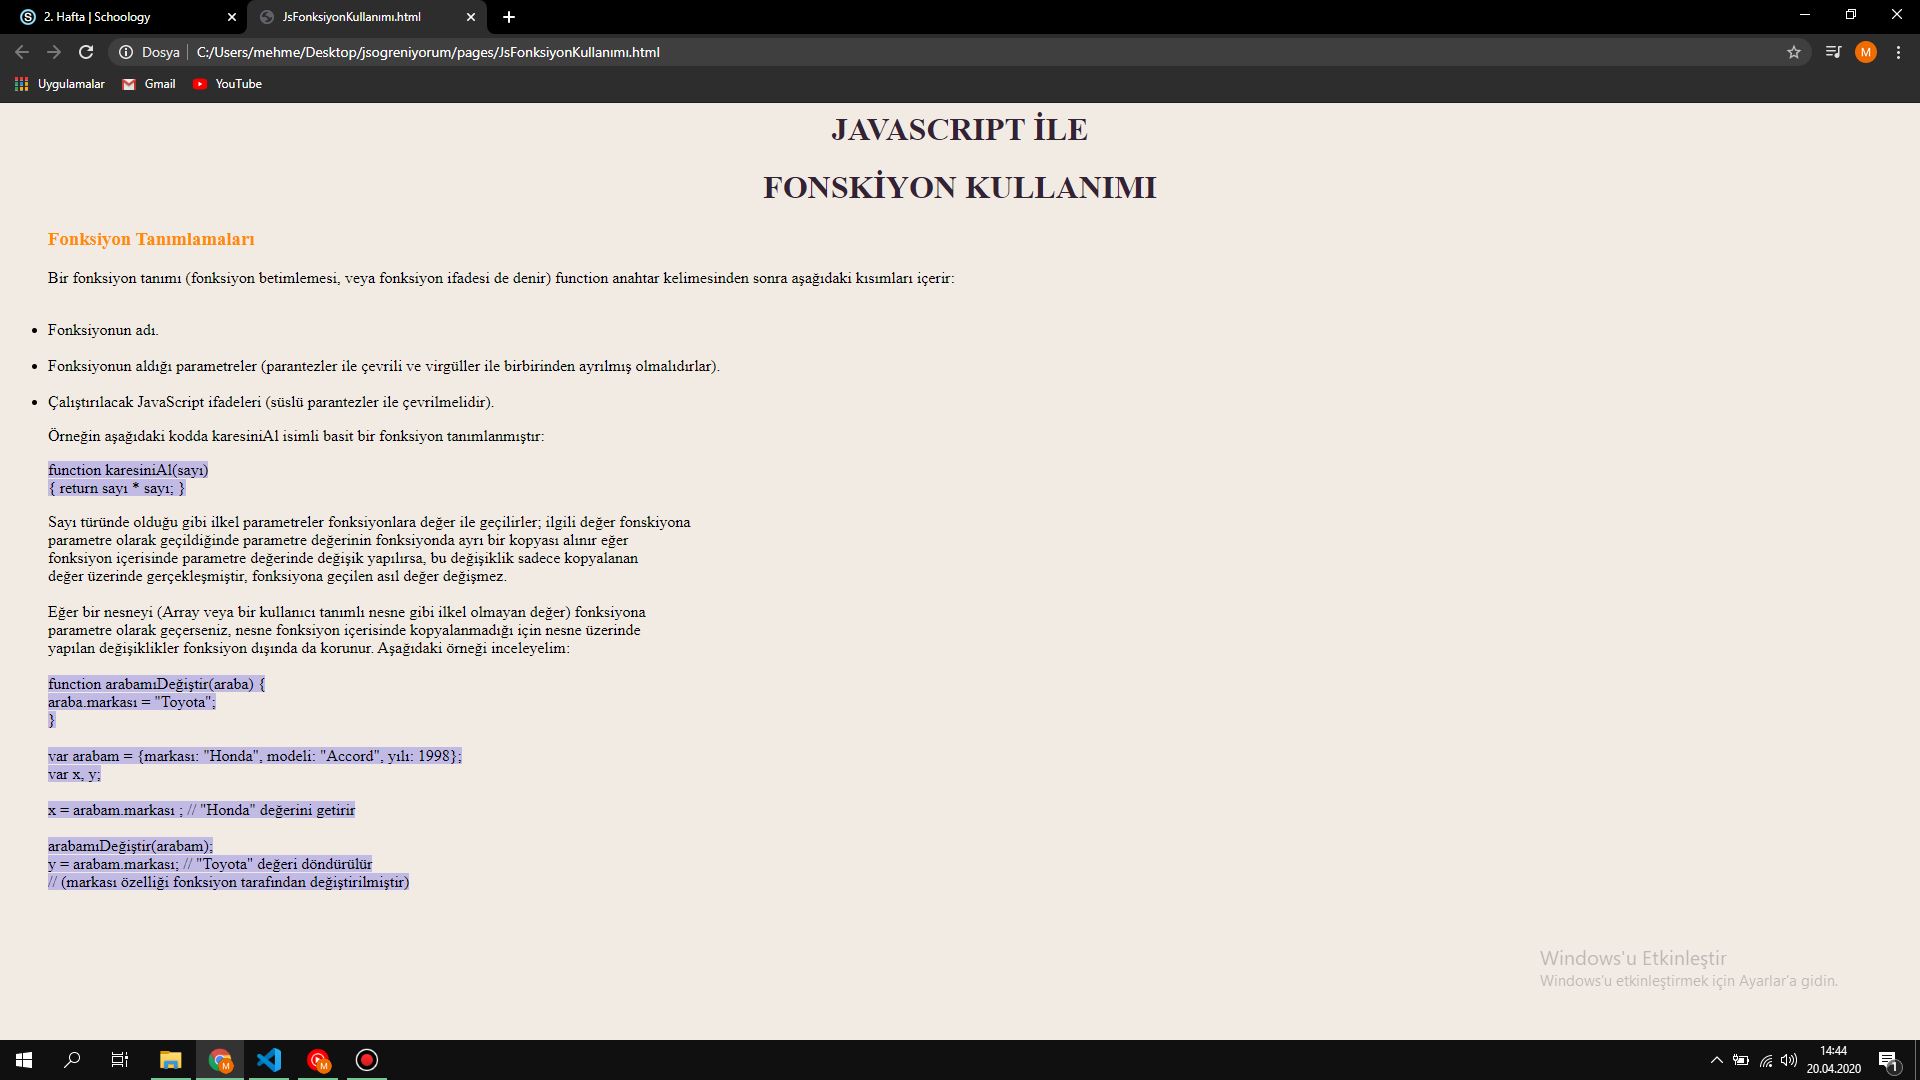 2. Hafta | Schoology
JsFonksiyonKullanımı.html
Dosya
C:/Users/mehme/Desktop/jsogreniyorum/pages/JsFonksiyonKullanımı.html
M
Uygulamalar
Gmail
YouTube
JAVASCRIPT İLE
FONSKİYON KULLANIMI
Fonksiyon Tanımlamaları
Bir fonksiyon tanımı (fonksiyon betimlemesi, veya fonksiyon ifadesi de denir) function anahtar kelimesinden sonra aşağıdaki kısımları içerir:
Fonksiyonun adı.
Fonksiyonun aldığı parametreler (parantezler ile çevrili ve virgüller ile birbirinden ayrılmış olmalıdırlar).
Çalıştırılacak JavaScript ifadeleri (süslü parantezler ile çevrilmelidir).
Örneğin aşağıdaki kodda karesiniAl isimli basit bir fonksiyon tanımlanmıştır:
function karesiniAl(sayı)
{ return sayı * sayı; }
Sayı türünde olduğu gibi ilkel parametreler fonksiyonlara değer ile geçilirler; ilgili değer fonskiyona
parametre olarak geçildiğinde parametre değerinin fonksiyonda ayrı bir kopyası alınır eğer
fonksiyon içerisinde parametre değerinde değişik yapılırsa, bu değişiklik sadece kopyalanan
değer üzerinde gerçekleşmiştir, fonksiyona geçilen asıl değer değişmez.
Eğer bir nesneyi (Array veya bir kullanıcı tanımlı nesne gibi ilkel olmayan değer) fonksiyona
parametre olarak geçerseniz, nesne fonksiyon içerisinde kopyalanmadığı için nesne üzerinde
yapılan değişiklikler fonksiyon dışında da korunur. Aşağıdaki örneği inceleyelim:
function arabamıDeğiştir(araba) {
araba.markası = "Toyota";
}
var arabam = {markası: "Honda", modeli: "Accord", yılı: 1998};
var x, y;
x = arabam.markası ; // "Honda" değerini getirir
arabamıDeğiştir(arabam);
y = arabam.markası; // "Toyota" değeri döndürülür
// (markası özelliği fonksiyon tarafından değiştirilmiştir)
Windows'u Etkinleştir
Windows'u etkinleştirmek için Ayarlar'a gidin.
M
M
14:44
20.04.2020
1